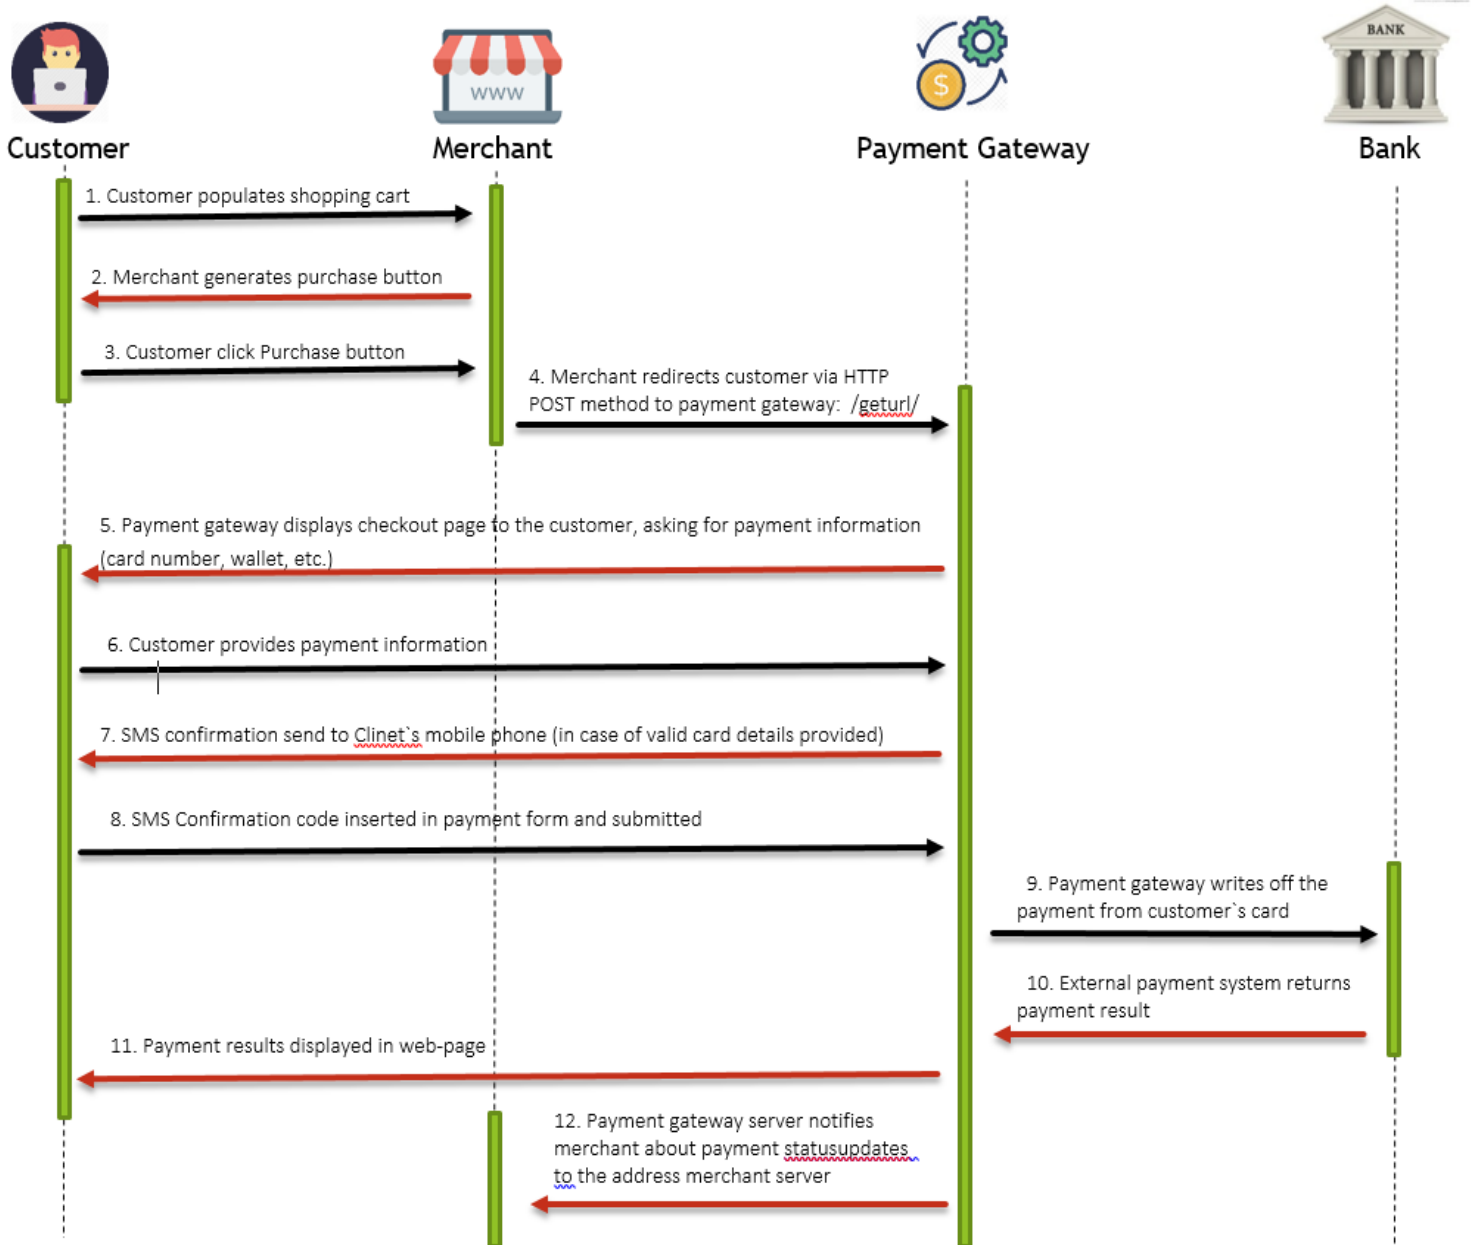 BANK
www
$
Customer
Merchant
Payment Gateway
Bank
1. Customer populates shopping cart
2. Merchant generates purchase button
3. Customer click Purchase button
4. Merchant redirects customer via HTTP
POST method to payment gateway: /geturl/
5. Payment gateway displays checkout page to the customer, asking for payment information
(card number, wallet, etc.)
6. Customer provides payment information
7. SMS confirmation send to Clinet`s mobile phone (in case of valid card details provided)
8. SMS Confirmation code inserted in payment form and submitted
9. Payment gateway writes off the
payment from customer`s card
10. External payment system returns
payment result
11. Payment results displayed in web-page
12. Payment gateway server notifies
merchant about payment statusupdates
to the address merchant server